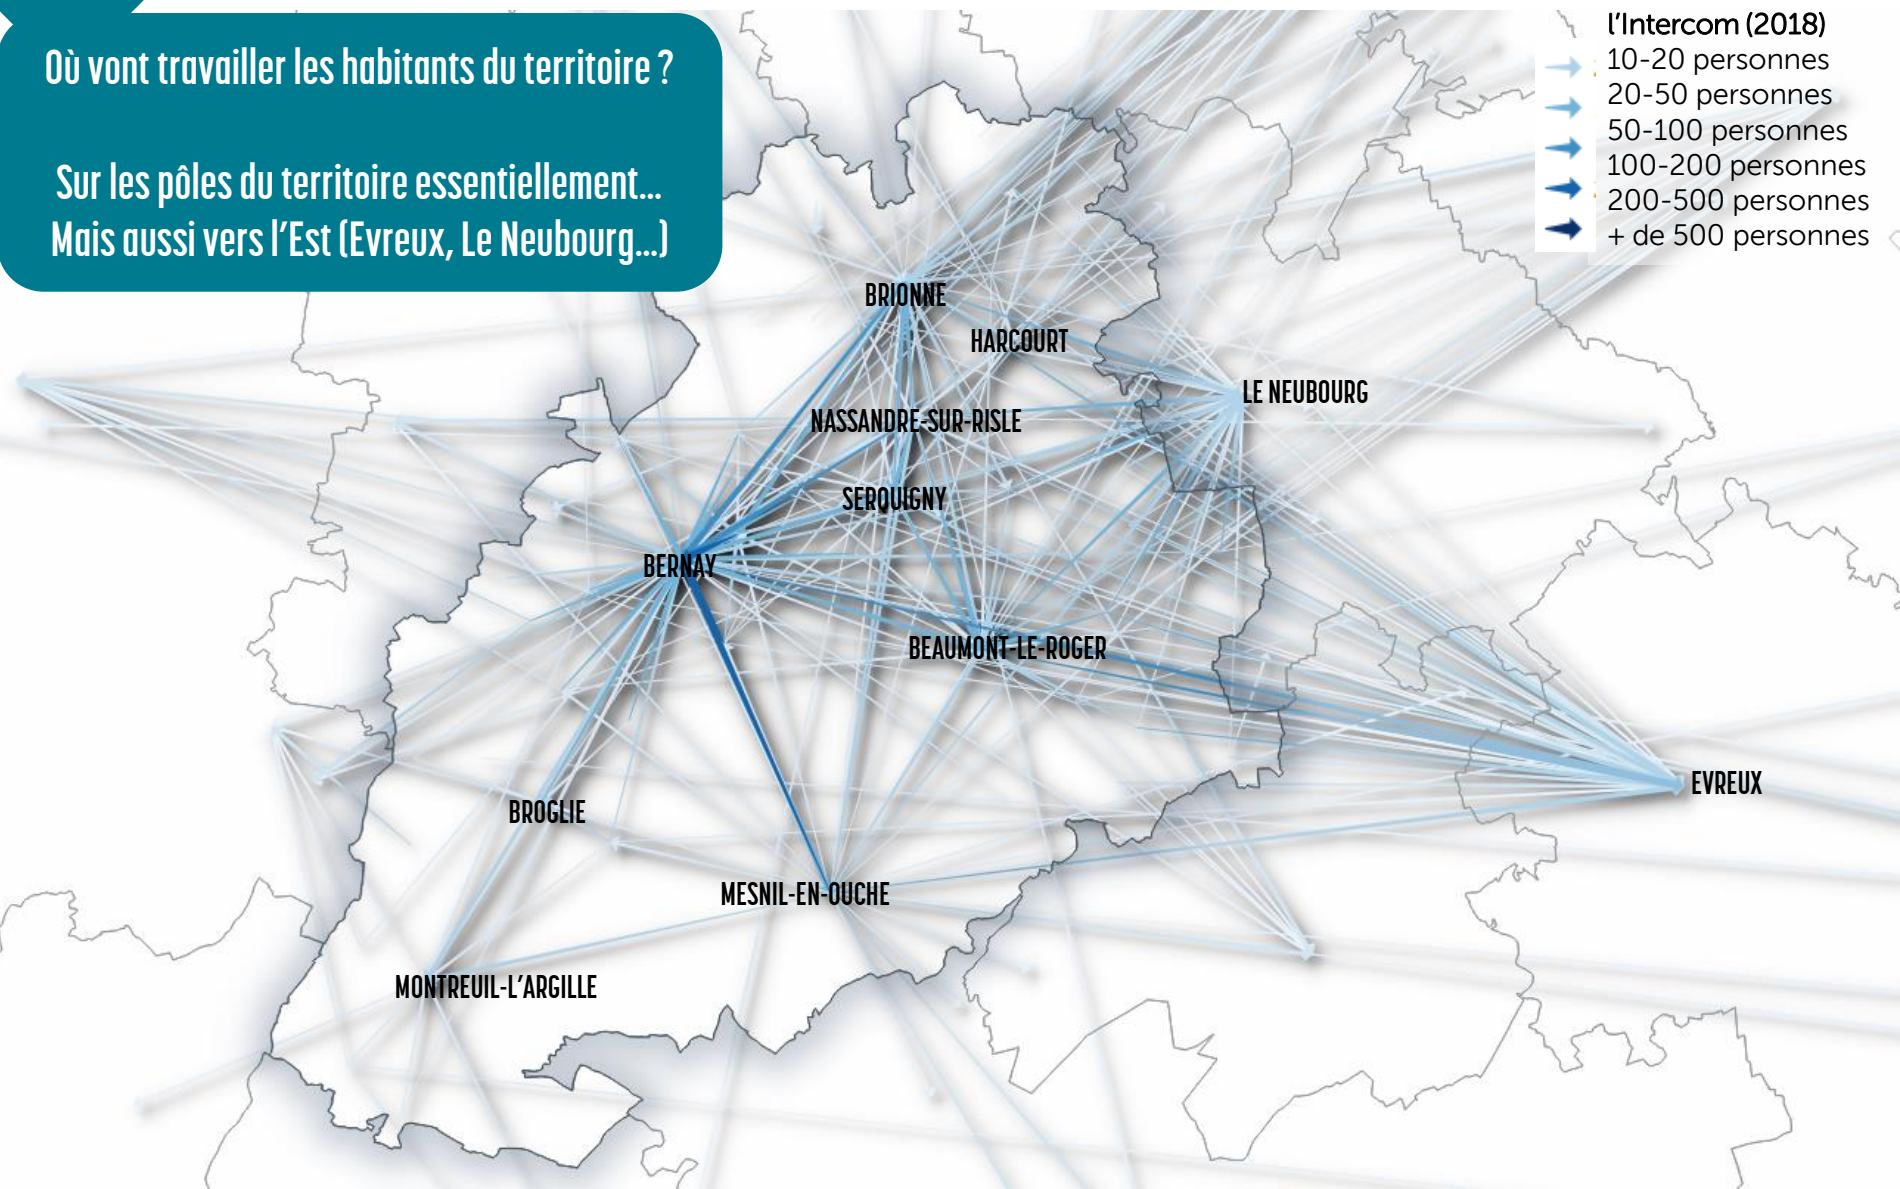 Où vont travailler les habitants du territoire ?
Sur les pôles du territoire essentiellement...
Mais aussi vers l'Est (Evreux, Le Neubourg...)
l'Intercom (2018)
10-20 personnes
20-50 personnes
50-100 personnes
100-200 personnes
200-500 personnes
+ de 500 personnes
BRIONNE
HARCOURT
LE NEUBOURG
NASSANDRE-SUR-RISLE
SERQUIGNY
BERNAY
BEAUMONT-LE-ROGER
EVREUX
BROGLIE
MESNIL-EN-OUCHE
MONTREUIL-L'ARGILLE